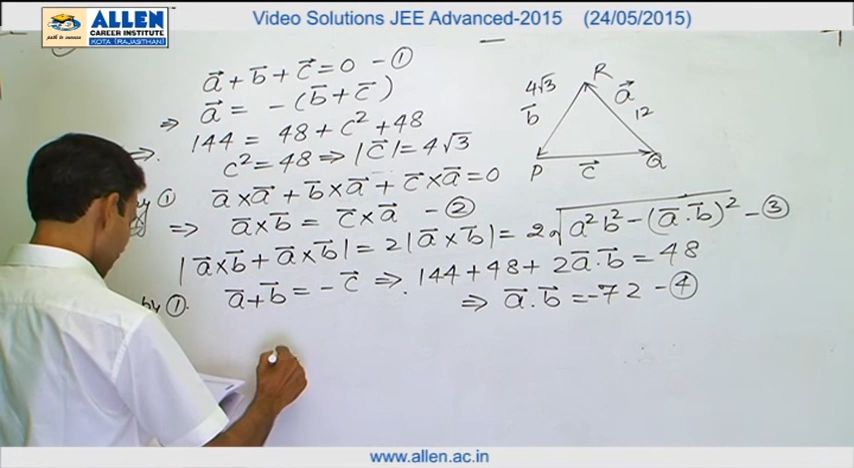 Video Solutions JEE Advanced-2015 (24/05/2015)
ALLEN
CAREER INSTITUTE
KOTA (RAJASTHAN)
path to success
a⃗ + b⃗ + c⃗ = 0 – ①
⇒ a⃗ = – (b⃗ + c⃗)
⇒ 144 = 48 + c² + 48
c² = 48 ⇒ |c⃗| = 4√3
by ① a⃗×a⃗ + b⃗×a⃗ + c⃗×a⃗ = 0
⇒ a⃗×b⃗ = c⃗×a⃗ – ②
|a⃗×b⃗ + a⃗×b⃗| = 2|a⃗×b⃗| = 2√(a²b² – (a⃗.b⃗)²) – ③
by ①. a⃗+b⃗ = – c⃗ ⇒ 144 + 48 + 2a⃗.b⃗ = 48
⇒ a⃗.b⃗ = –72 – ④
R
4√3
b⃗
a⃗
12
P
c⃗
Q
www.allen.ac.in